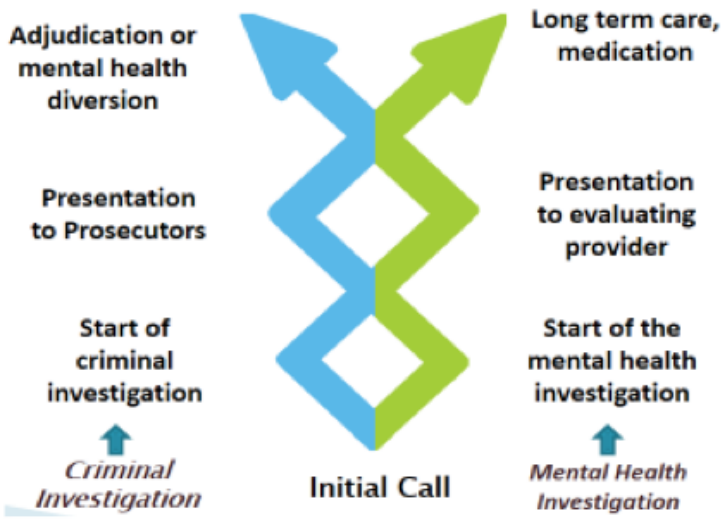 Adjudication or
mental health
diversion
Long term care,
medication
Presentation
to Prosecutors
Presentation
to evaluating
provider
Start of
criminal
investigation
Start of the
mental health
investigation
Criminal
Investigation
Initial Call
Mental Health
Investigation